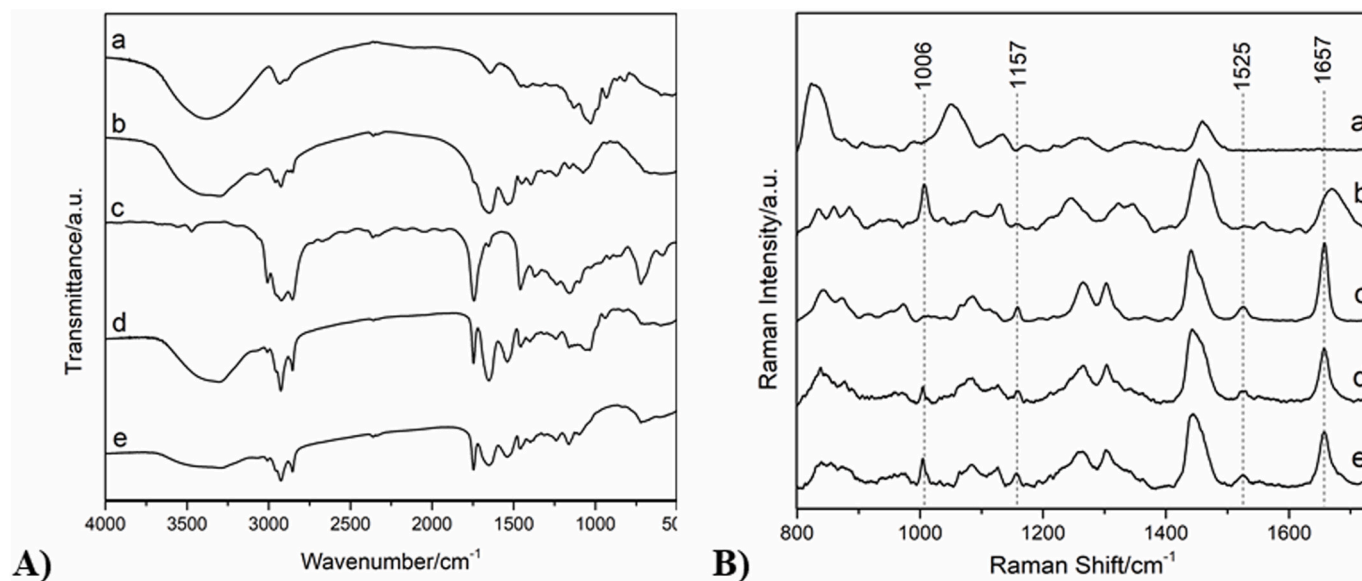 a
b
c
d
e
Transmittance/a.u.
4000 3500 3000 2500 2000 1500 1000 50
Wavenumber/cm⁻¹
A)
1006 1157 1525 1657
a
b
c
d
e
Raman Intensity/a.u.
800 1000 1200 1400 1600
Raman Shift/cm⁻¹
B)